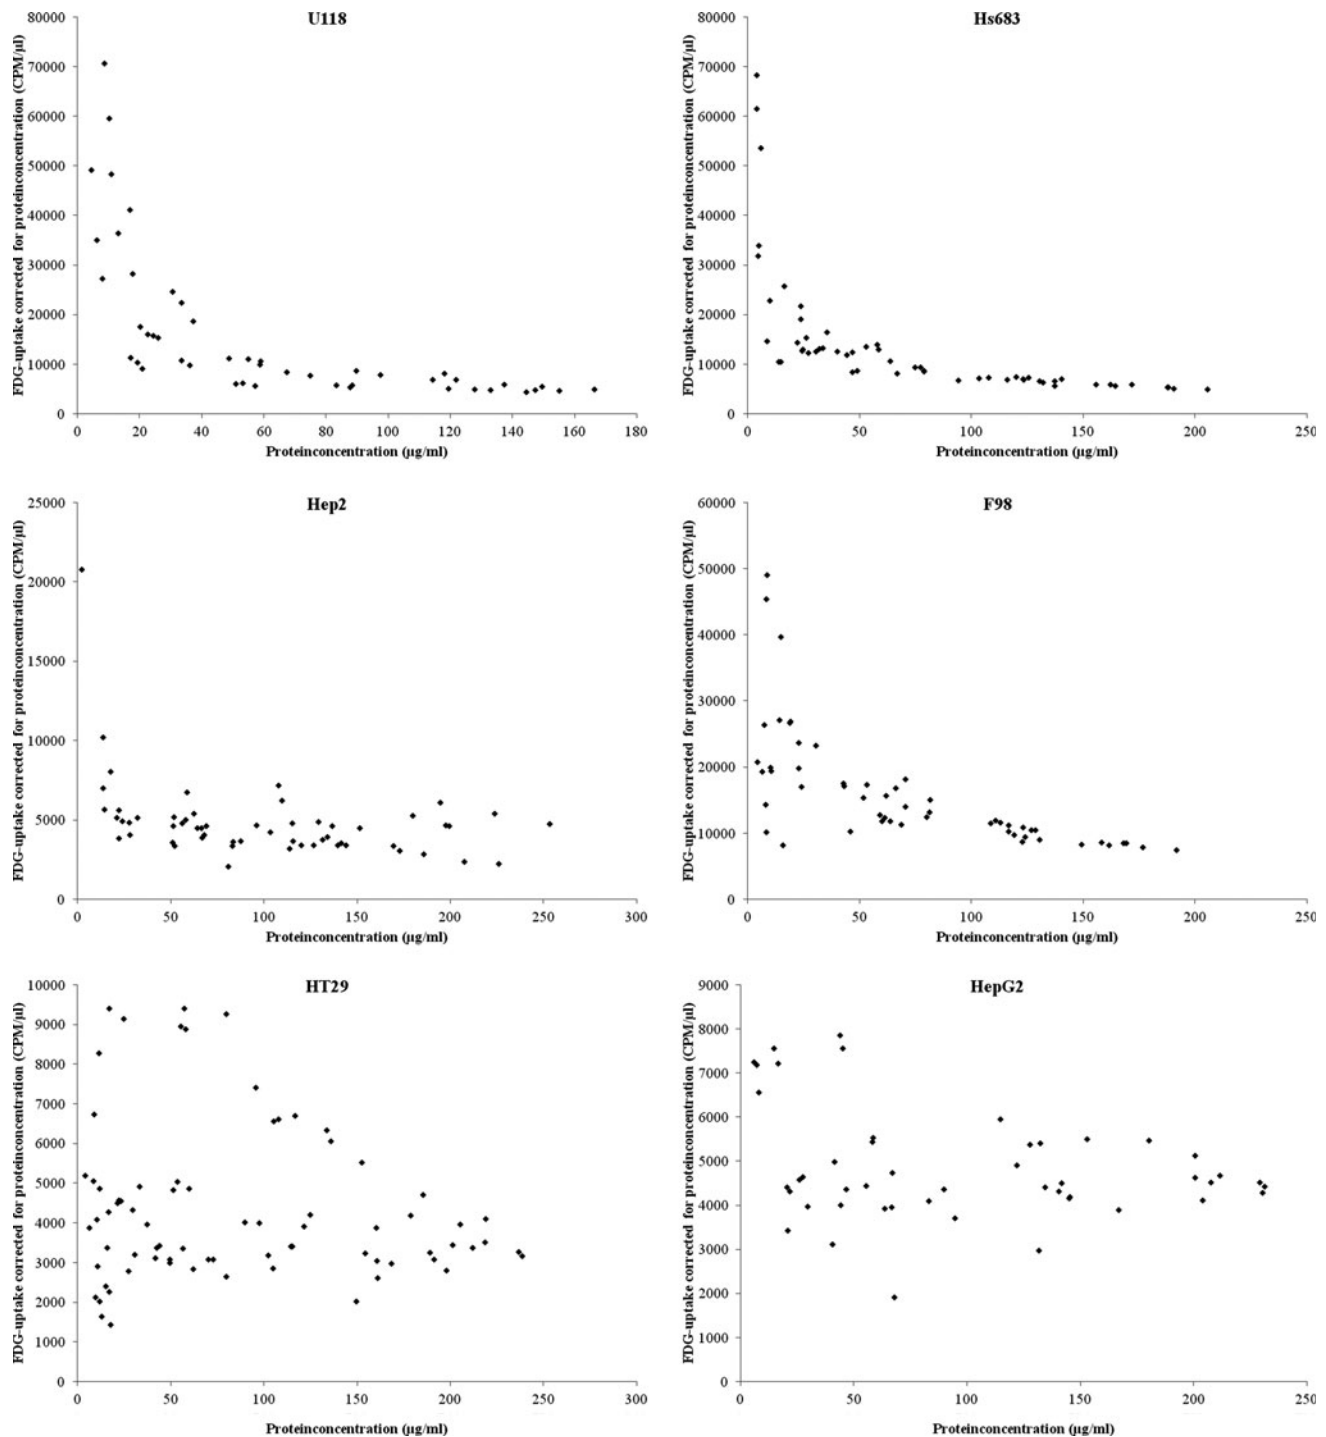 U118
FDG-uptake corrected for proteinconcentration (CPM/µl)
80000
70000
60000
50000
40000
30000
20000
10000
0
0 20 40 60 80 100 120 140 160 180
Proteinconcentration (µg/ml)
Hs683
FDG-uptake corrected for proteinconcentration (CPM/µl)
80000
70000
60000
50000
40000
30000
20000
10000
0
0 50 100 150 200 250
Proteinconcentration (µg/ml)
Hep2
FDG-uptake corrected for proteinconcentration (CPM/µl)
25000
20000
15000
10000
5000
0
0 50 100 150 200 250 300
Proteinconcentration (µg/ml)
F98
FDG-uptake corrected for proteinconcentration (CPM/µl)
60000
50000
40000
30000
20000
10000
0
0 50 100 150 200 250
Proteinconcentration (µg/ml)
HT29
FDG-uptake corrected for proteinconcentration (CPM/µl)
10000
9000
8000
7000
6000
5000
4000
3000
2000
1000
0
0 50 100 150 200 250 300
Proteinconcentration (µg/ml)
HepG2
FDG-uptake corrected for proteinconcentration (CPM/µl)
9000
8000
7000
6000
5000
4000
3000
2000
1000
0
0 50 100 150 200 250
Proteinconcentration (µg/ml)